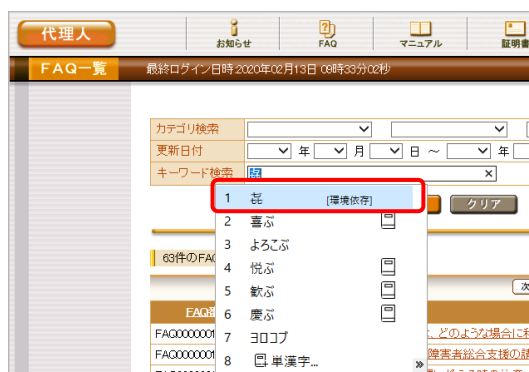 代理人
お知らせ
FAQ
マニュアル
証明書
FAQ一覧
最終ログイン日時:2020年02月13日 09時33分02秒
カテゴリ検索
更新日付 年 月 日 ～ 年
キーワード検索
1 㐂 [環境依存]
2 喜ぶ
3 よろこぶ
4 悦ぶ
5 歓ぶ
6 慶ぶ
7 ヨロコブ
8 単漢字...
»
クリア
63件のFAQ
次
FAQ
FAQ0000001
、どのような場合に利
FAQ0000001
障害者総合支援の請